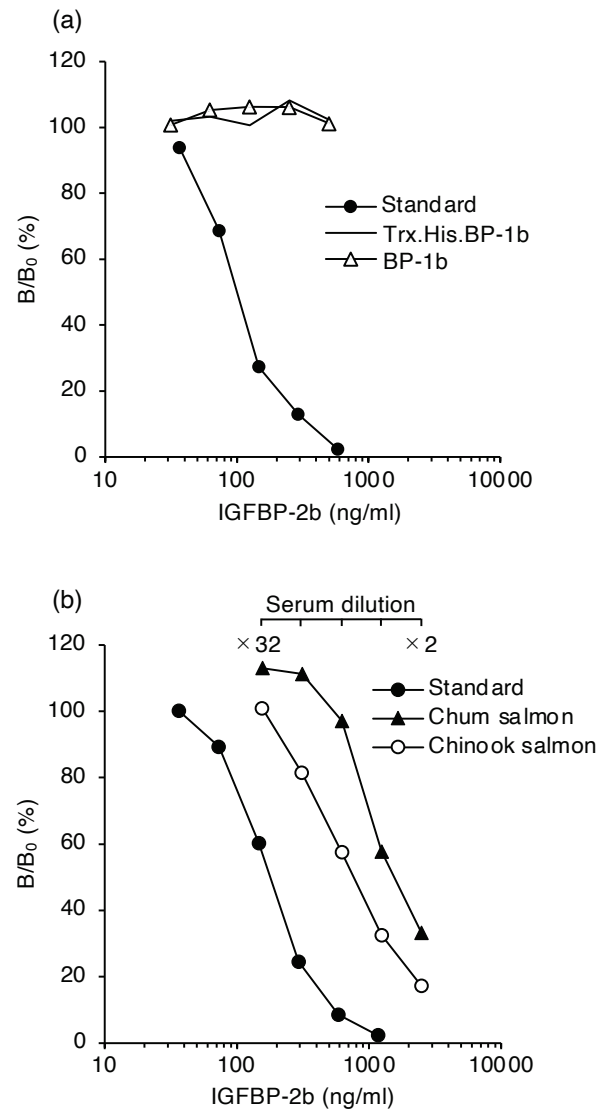 (a)
120
100
80
60
40
20
0
B/B₀ (%)
10
100
1000
10000
IGFBP-2b (ng/ml)
Standard
Trx.His.BP-1b
BP-1b
(b)
Serum dilution
× 32
× 2
120
100
80
60
40
20
0
B/B₀ (%)
10
100
1000
10000
IGFBP-2b (ng/ml)
Standard
Chum salmon
Chinook salmon